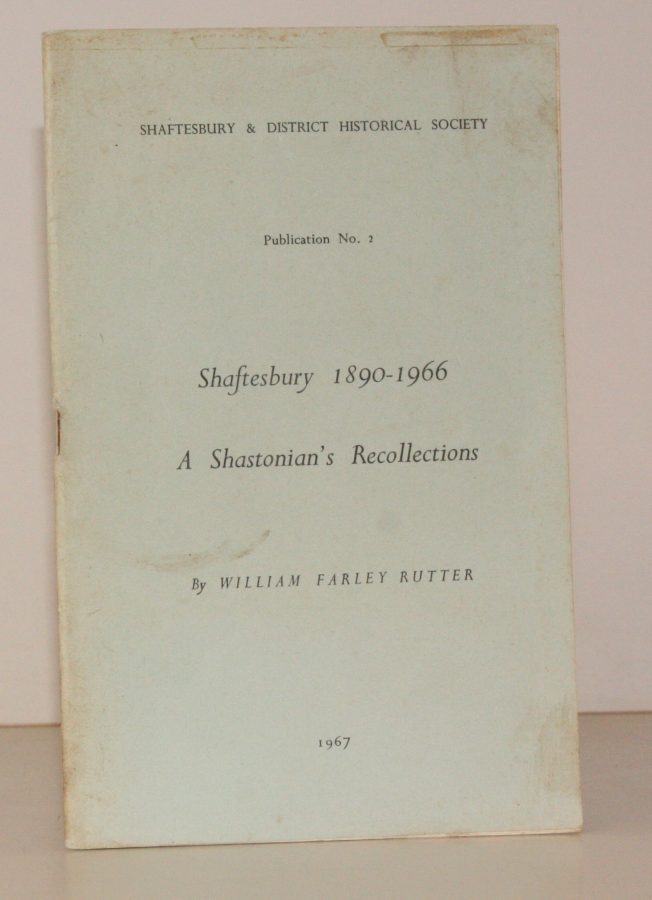 SHAFTESBURY & DISTRICT HISTORICAL SOCIETY
Publication No. 2
Shaftesbury 1890-1966
A Shastonian's Recollections
By WILLIAM FARLEY RUTTER
1967